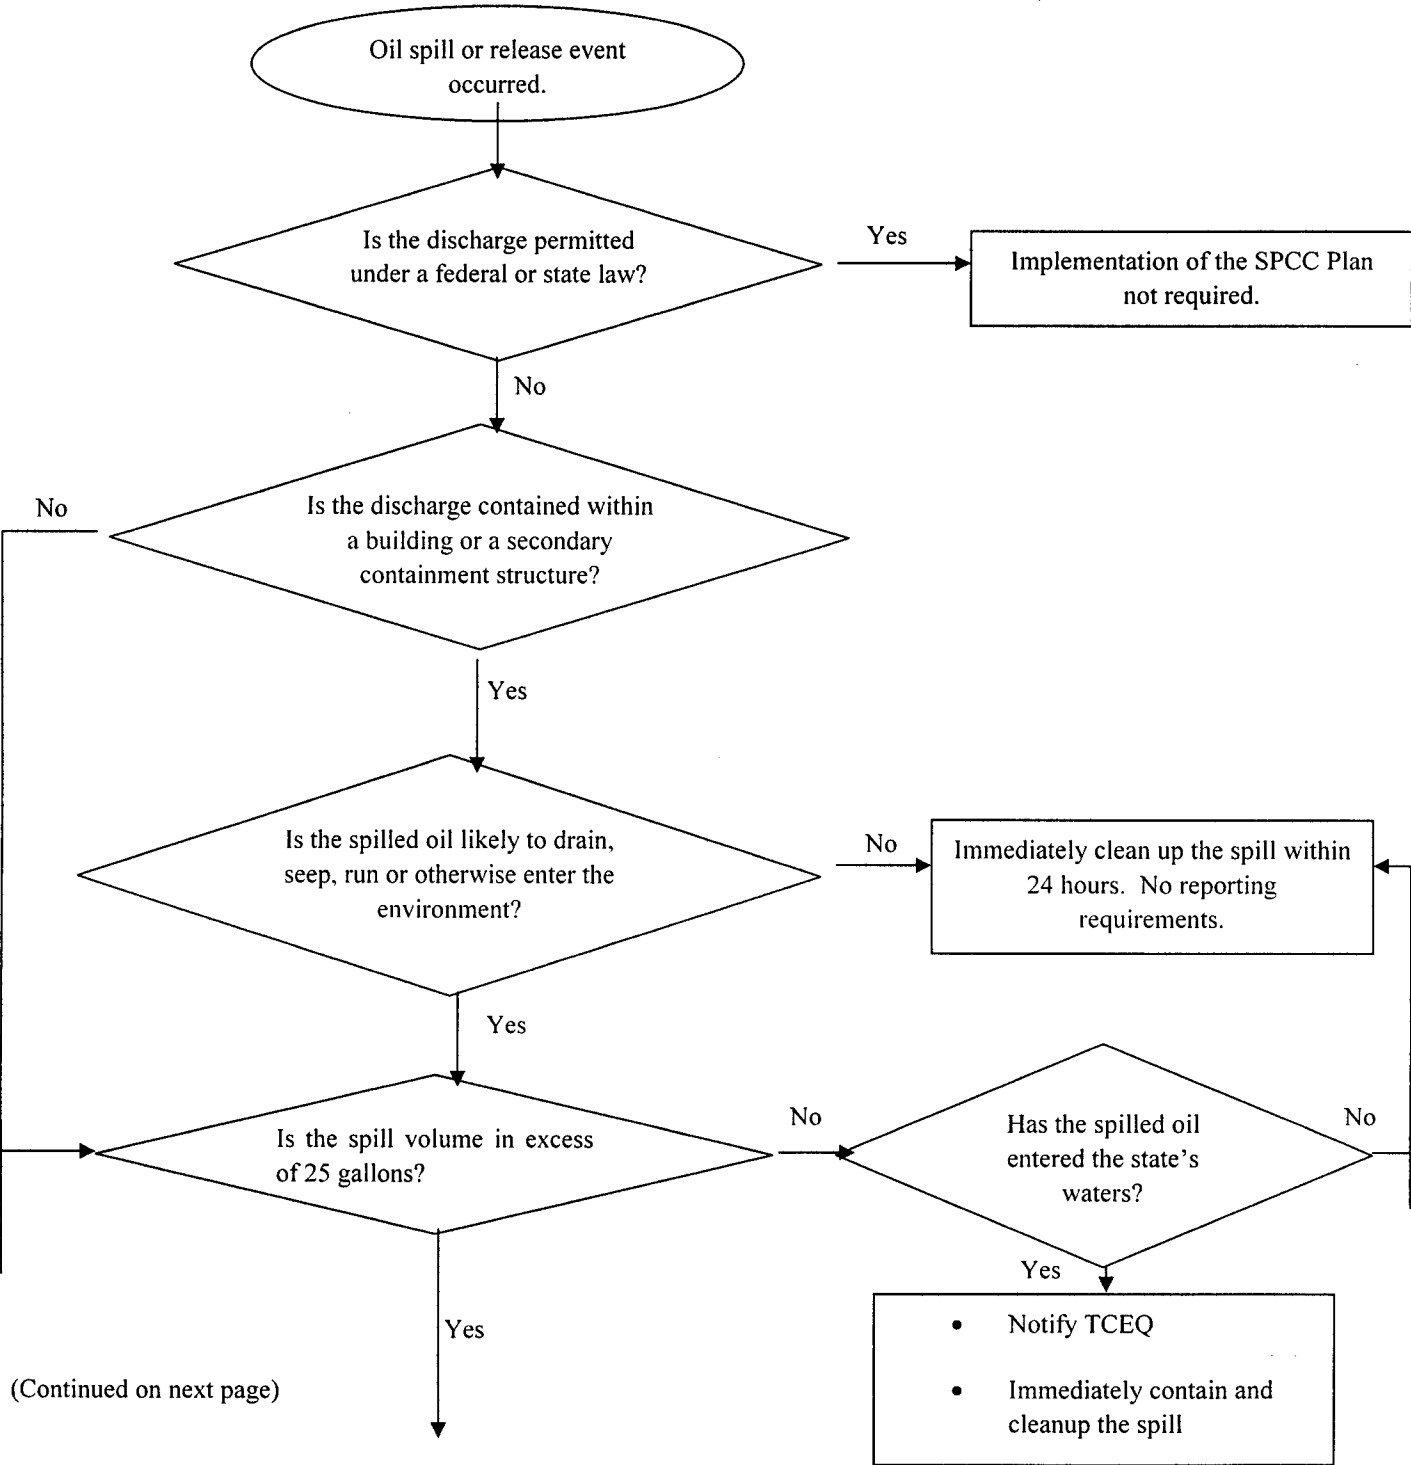 Oil spill or release event
occurred.
Is the discharge permitted
under a federal or state law?
Yes
Implementation of the SPCC Plan
not required.
No
No
Is the discharge contained within
a building or a secondary
containment structure?
Yes
Is the spilled oil likely to drain,
seep, run or otherwise enter the
environment?
No
Immediately clean up the spill within
24 hours. No reporting
requirements.
Yes
Is the spill volume in excess
of 25 gallons?
No
Has the spilled oil
entered the state's
waters?
No
Yes
Yes
• Notify TCEQ
• Immediately contain and
cleanup the spill
(Continued on next page)